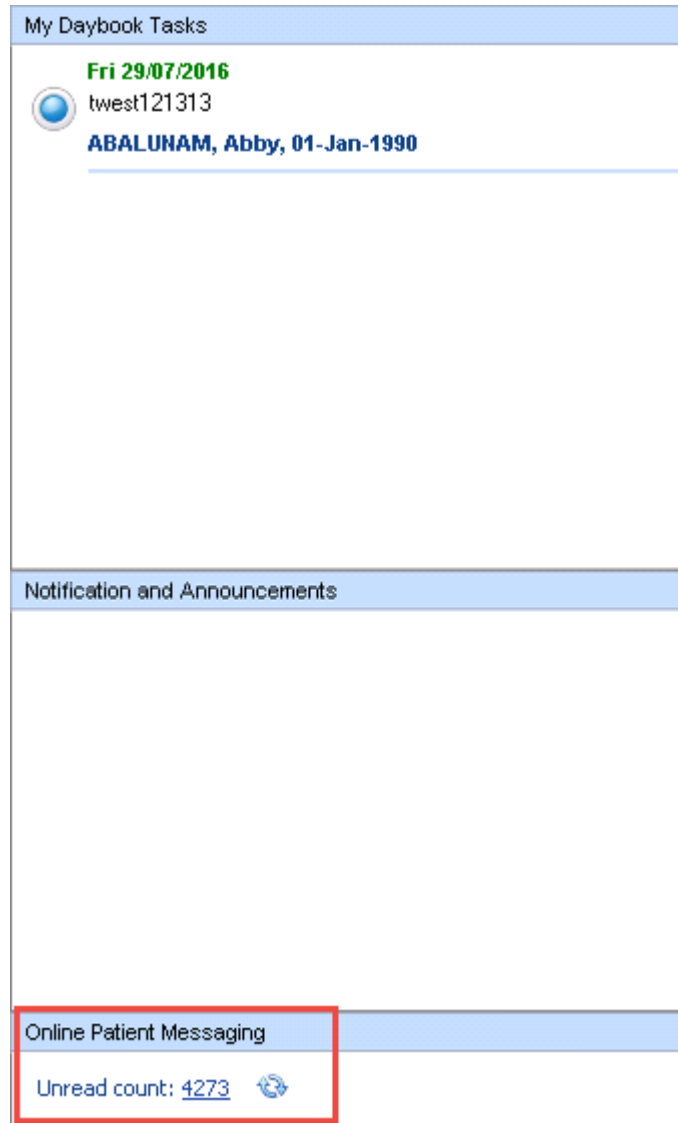 My Daybook Tasks
Fri 29/07/2016
twest121313
ABALUNAM, Abby, 01-Jan-1990
Notification and Announcements
Online Patient Messaging
Unread count: 4273